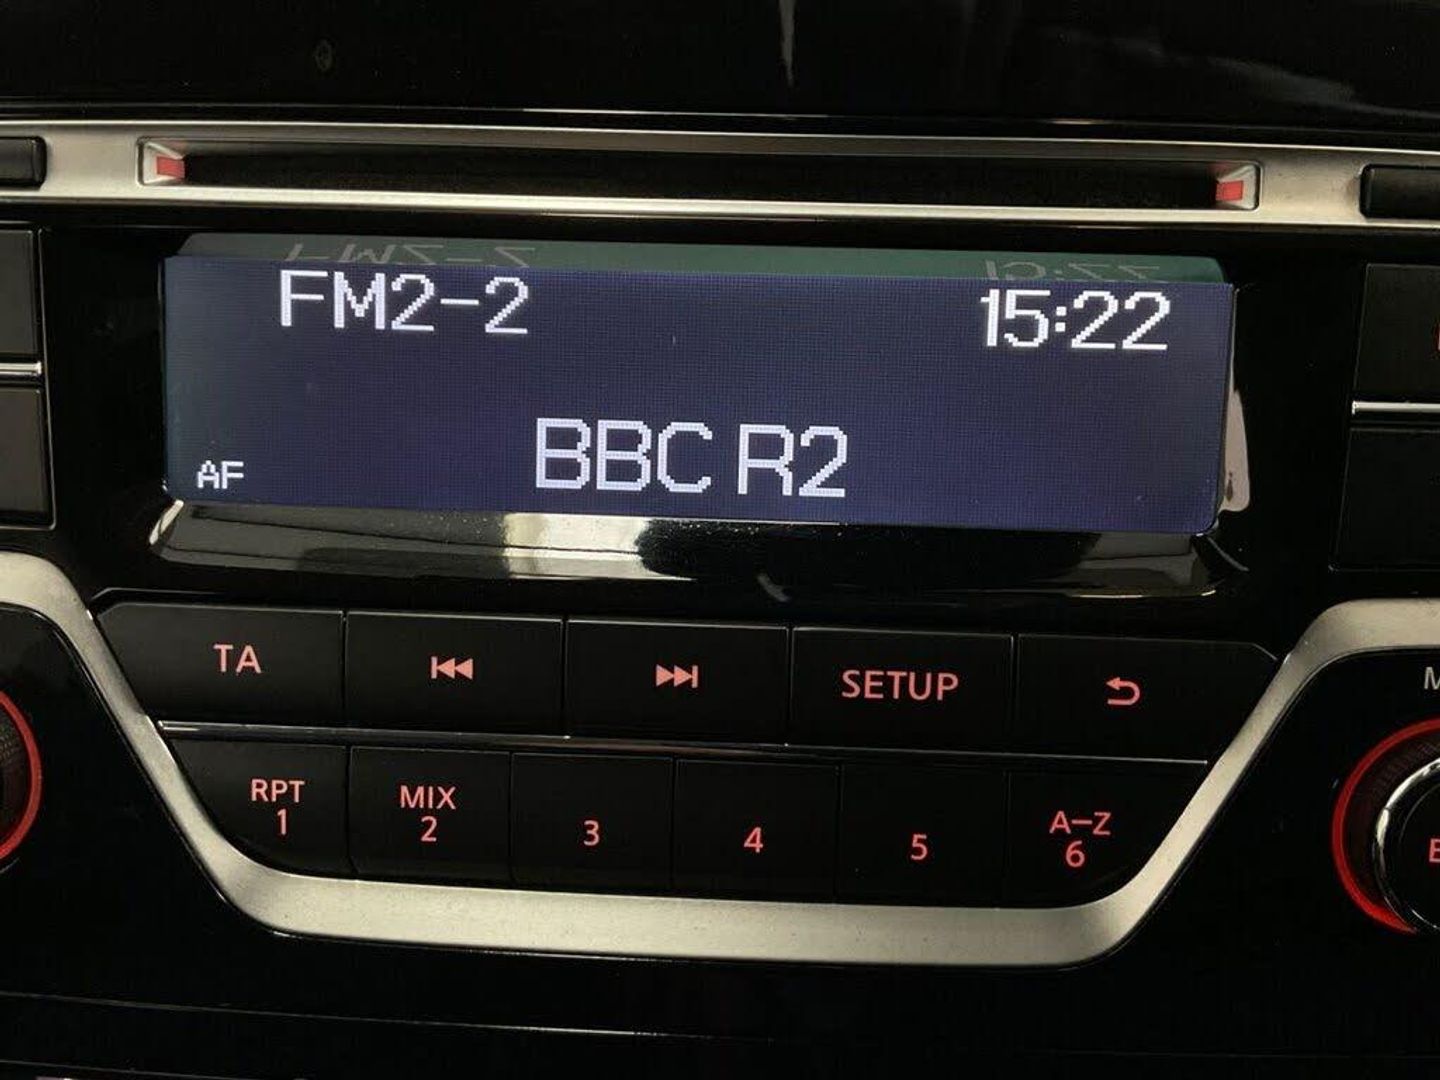 FM2-2 15:22
BBC R2
AF
TA SETUP
RPT MIX A-Z
1 2 3 4 5 6